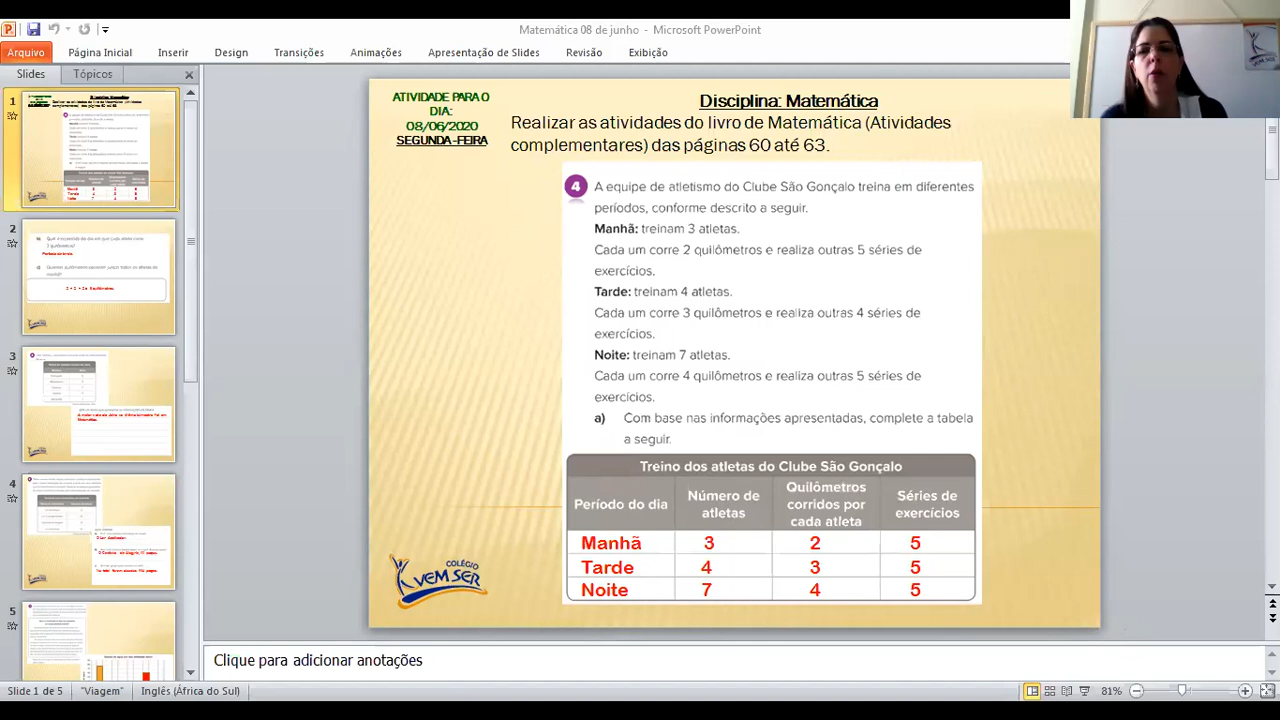 Matemática 08 de junho - Microsoft PowerPoint
Arquivo Página Inicial Inserir Design Transições Animações Apresentação de Slides Revisão Exibição
Slides Tópicos
1
2
3
4
5
ATIVIDADE PARA O
DIA:
08/06/2020
SEGUNDA -FEIRA
Disciplina: Matemática
Realizar as atividades do livro de Matemática (Atividades
complementares) das páginas 60 até 63.
4 A equipe de atletismo do Clube São Gonçalo treina em diferentes
períodos, conforme descrito a seguir.
Manhã: treinam 3 atletas.
Cada um corre 2 quilômetros e realiza outras 5 séries de
exercícios.
Tarde: treinam 4 atletas.
Cada um corre 3 quilômetros e realiza outras 4 séries de
exercícios.
Noite: treinam 7 atletas.
Cada um corre 4 quilômetros e realiza outras 5 séries de
exercícios.
a) Com base nas informações apresentadas, complete a tabela
a seguir.
Treino dos atletas do Clube São Gonçalo
Período do dia Número de atletas Quilômetros corridos por cada atleta Séries de exercícios
Manhã 3 2 5
Tarde 4 3 5
Noite 7 4 5
COLÉGIO
VEM SER
Clique para adicionar anotações
Slide 1 de 5 "Viagem" Inglês (África do Sul) 81%